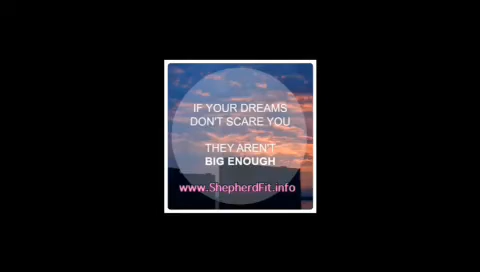 IF YOUR DREAMS
DON'T SCARE YOU
THEY AREN'T
BIG ENOUGH
www.ShepherdFit.info